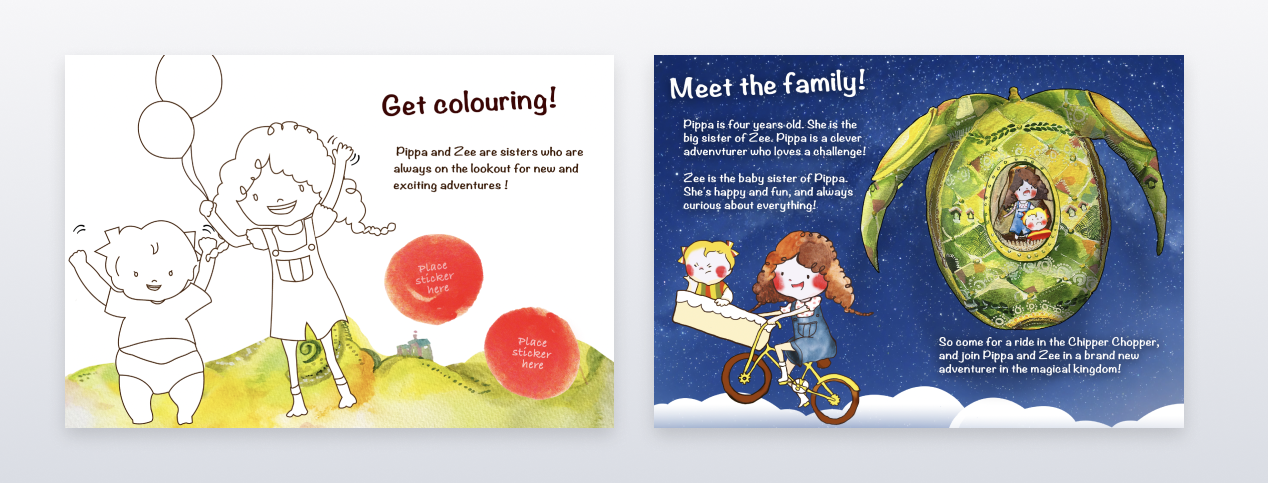 Get colouring!
Pippa and Zee are sisters who are
always on the lookout for new and
exciting adventures !
Place
sticker
here
Place
sticker
here
Meet the family!
Pippa is four years old. She is the
big sister of Zee. Pippa is a clever
advenvturer who loves a challenge!
Zee is the baby sister of Pippa.
She's happy and fun, and always
curious about everything!
So come for a ride in the Chipper Chopper,
and join Pippa and Zee in a brand new
adventurer in the magical kingdom!